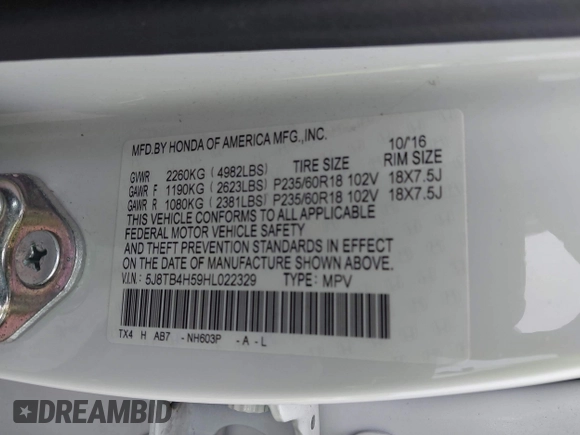 MFD.BY HONDA OF AMERICA MFG.,INC. 10/'16
GVWR 2260KG ( 4982LBS) TIRE SIZE RIM SIZE
GAWR F 1190KG ( 2623LBS) P235/60R18 102V 18X7.5J
GAWR R 1080KG ( 2381LBS) P235/60R18 102V 18X7.5J
THIS VEHICLE CONFORMS TO ALL APPLICABLE
FEDERAL MOTOR VEHICLE SAFETY
AND THEFT PREVENTION STANDARDS IN EFFECT
ON THE DATE OF MANUFACTURE SHOWN ABOVE.
V.I.N.: 5J8TB4H59HL022329 TYPE: MPV
TX4 H AB7 - NH603P - A - L
DREAMBID